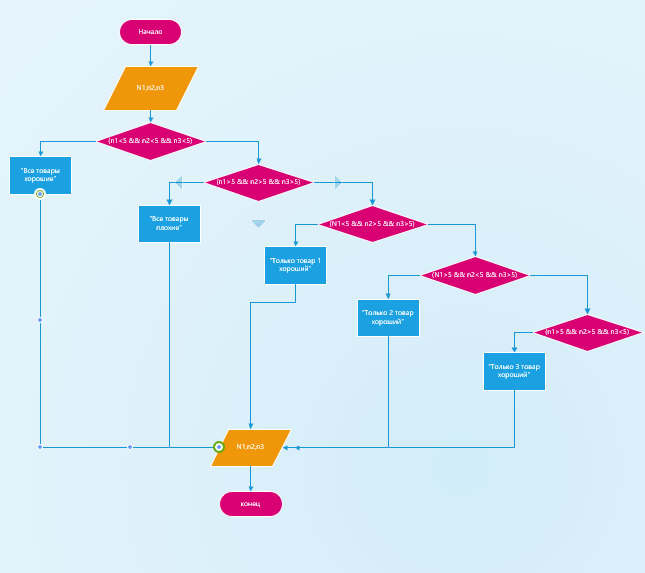 Начало
N1,n2,n3
(n1<5 && n2<5 && n3<5)
"Все товары
хорошие"
(n1>5 && n2>5 && n3>5)
"Все товары
плохие"
(N1<5 && n2>5 && n3>5)
"Только товар 1
хороший"
(N1>5 && n2<5 && n3>5)
"Только 2 товар
хороший"
(n1>5 && n2>5 && n3<5)
"Только 3 товар
хороший"
N1,n2,n3
конец